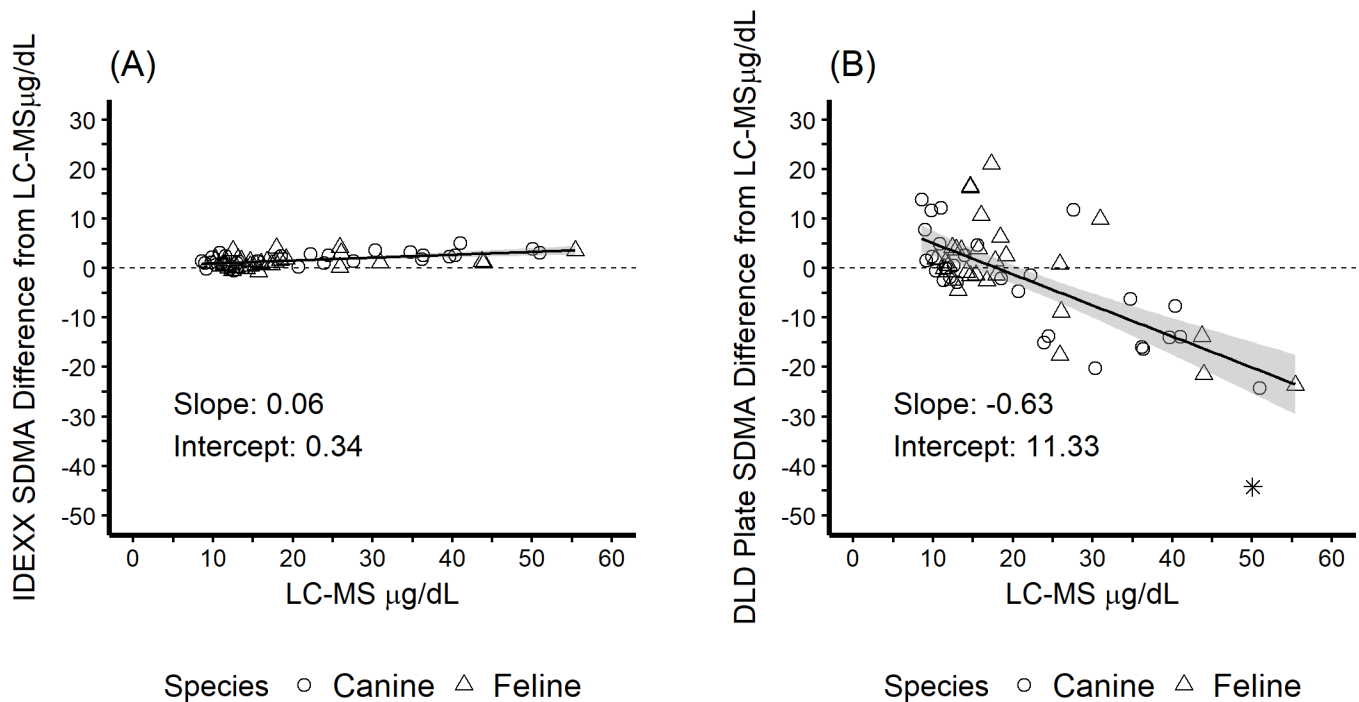 (A)
IDEXX SDMA Difference from LC-MSµg/dL
30
20
10
0
-10
-20
-30
-40
-50
Slope: 0.06
Intercept: 0.34
0 10 20 30 40 50 60
LC-MS µg/dL
Species Canine Feline
(B)
DLD Plate SDMA Difference from LC-MSµg/dL
30
20
10
0
-10
-20
-30
-40
-50
Slope: -0.63
Intercept: 11.33
0 10 20 30 40 50 60
LC-MS µg/dL
Species Canine Feline